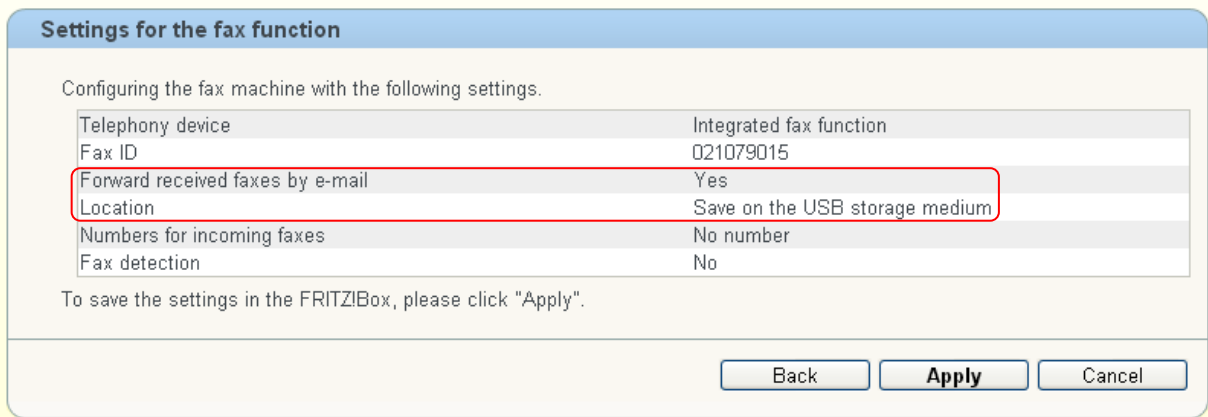 Settings for the fax function
Configuring the fax machine with the following settings.
Telephony device Integrated fax function
Fax ID 021079015
Forward received faxes by e-mail Yes
Location Save on the USB storage medium
Numbers for incoming faxes No number
Fax detection No
To save the settings in the FRITZ!Box, please click "Apply".
Back Apply Cancel